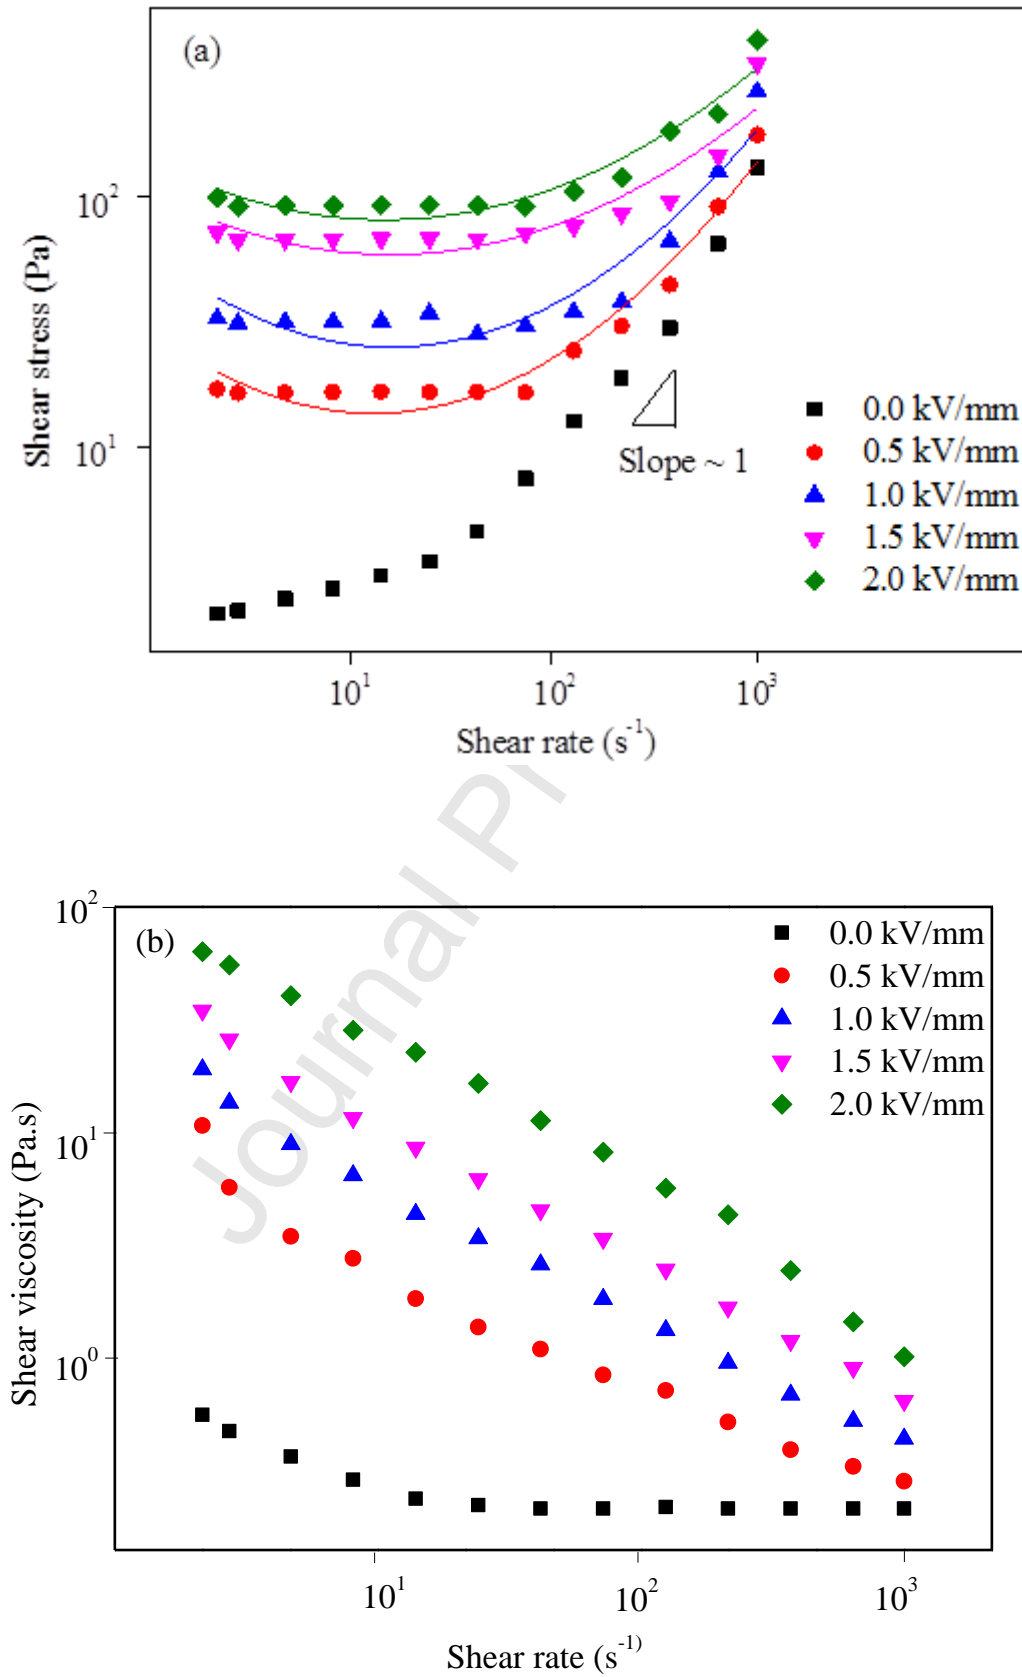 (a)
10²
10¹
Shear stress (Pa)
Slope ~ 1
0.0 kV/mm
0.5 kV/mm
1.0 kV/mm
1.5 kV/mm
2.0 kV/mm
10¹ 10² 10³
Shear rate (s⁻¹)
Journal Pr
(b)
10²
10¹
10⁰
Shear viscosity (Pa.s)
0.0 kV/mm
0.5 kV/mm
1.0 kV/mm
1.5 kV/mm
2.0 kV/mm
10¹ 10² 10³
Shear rate (s⁻¹⁾